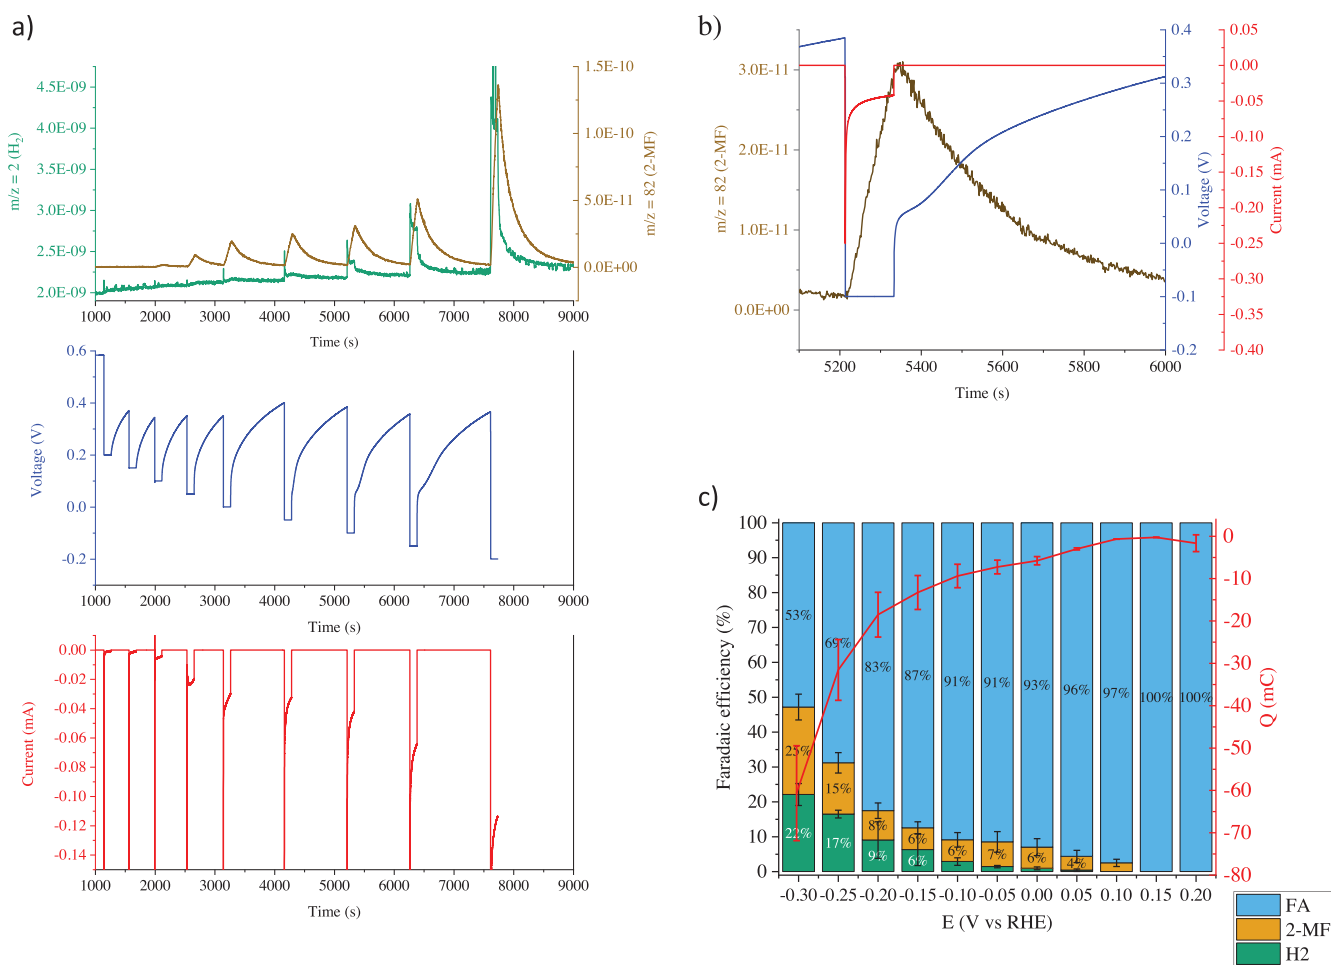 a)
4.5E-09
4.0E-09
3.5E-09
3.0E-09
2.5E-09
2.0E-09
m/z = 2 (H2)
1.5E-10
1.0E-10
5.0E-11
0.0E+00
m/z = 82 (2-MF)
1000 2000 3000 4000 5000 6000 7000 8000 9000
Time (s)
0.6
0.4
0.2
0.0
-0.2
Voltage (V)
1000 2000 3000 4000 5000 6000 7000 8000 9000
Time (s)
0.00
-0.02
-0.04
-0.06
-0.08
-0.10
-0.12
-0.14
Current (mA)
1000 2000 3000 4000 5000 6000 7000 8000 9000
Time (s)
b)
3.0E-11
2.0E-11
1.0E-11
0.0E+00
m/z = 82 (2-MF)
0.4
0.3
0.2
0.1
0.0
-0.1
-0.2
Voltage (V)
0.05
0.00
-0.05
-0.10
-0.15
-0.20
-0.25
-0.30
-0.35
-0.40
Current (mA)
5200 5400 5600 5800 6000
Time (s)
c)
100
90
80
70
60
50
40
30
20
10
0
Faradaic efficiency (%)
53% 69% 83% 87% 91% 91% 93% 96% 97% 100% 100%
25% 15% 8% 6% 6% 7% 6% 4%
22% 17% 9% 6%
0
-10
-20
-30
-40
-50
-60
-70
-80
Q (mC)
-0.30 -0.25 -0.20 -0.15 -0.10 -0.05 0.00 0.05 0.10 0.15 0.20
E (V vs RHE)
FA
2-MF
H2